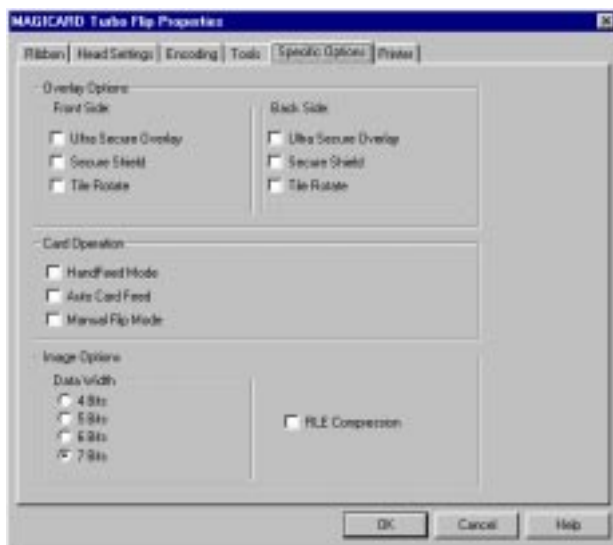 MAGICARD Turbo Flip Properties
Ribbon Head Settings Encoding Tools Specific Options Printer
Overlay Options
Front Side
Ultra Secure Overlay
Secure Shield
Tile Rotate
Back Side
Ultra Secure Overlay
Secure Shield
Tile Rotate
Card Operation
HandFeed Mode
Auto Card Feed
Manual Flip Mode
Image Options
Data Width
4 Bits
5 Bits
6 Bits
7 Bits
RLE Compression
OK Cancel Help